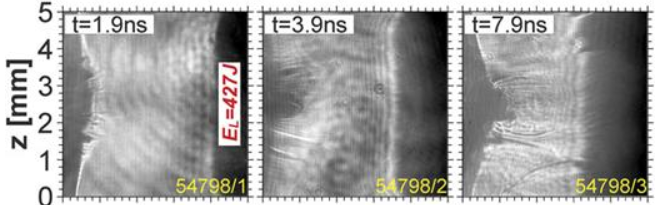 5
4
3
2
1
0
z [mm]
t=1.9ns
E_L=427J
54798/1
t=3.9ns
54798/2
t=7.9ns
54798/3